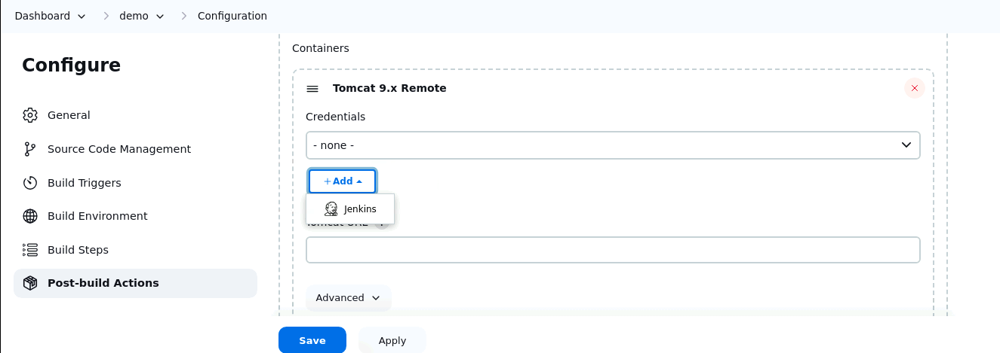 Dashboard demo Configuration
Configure
General
Source Code Management
Build Triggers
Build Environment
Build Steps
Post-build Actions
Containers
Tomcat 9.x Remote
Credentials
- none -
+Add
Jenkins
Advanced
Save
Apply